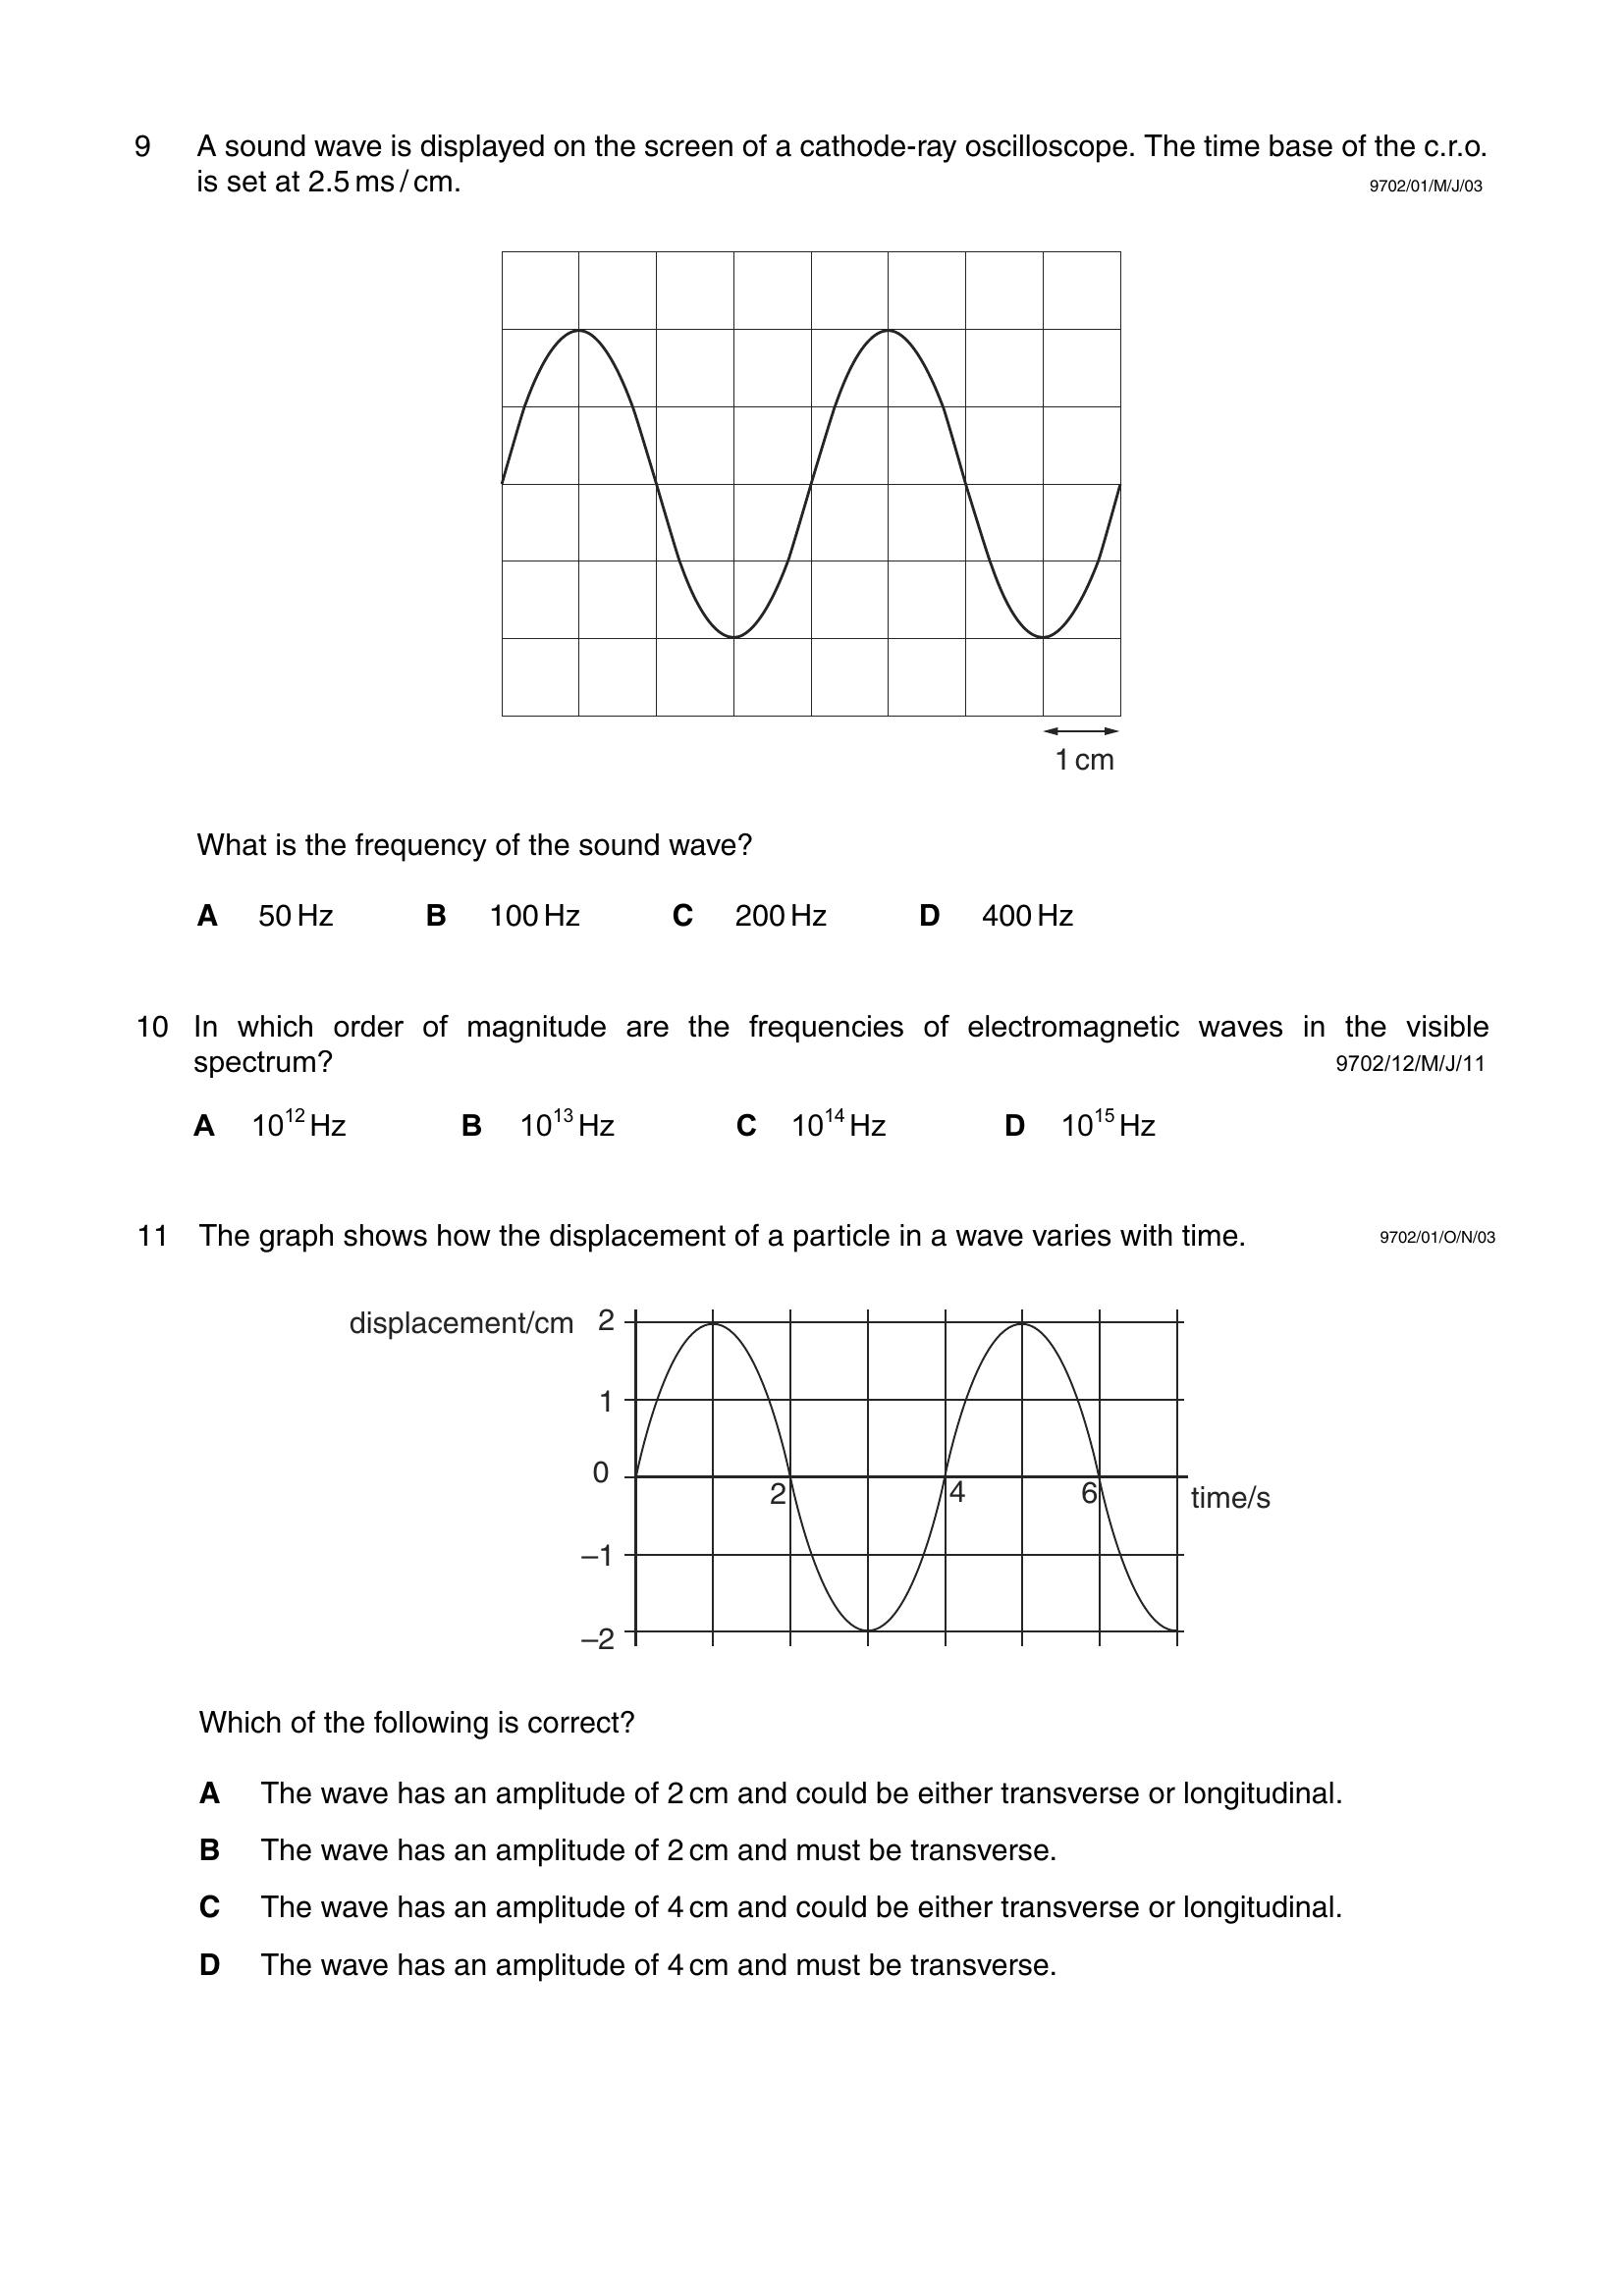 9 A sound wave is displayed on the screen of a cathode-ray oscilloscope. The time base of the c.r.o.
is set at 2.5 ms / cm. 9702/01/M/J/03
1 cm
What is the frequency of the sound wave?
A 50 Hz B 100 Hz C 200 Hz D 400 Hz
10 In which order of magnitude are the frequencies of electromagnetic waves in the visible
spectrum? 9702/12/M/J/11
A 10¹² Hz B 10¹³ Hz C 10¹⁴ Hz D 10¹⁵ Hz
11 The graph shows how the displacement of a particle in a wave varies with time. 9702/01/O/N/03
displacement/cm 2
1
0
2 4 6 time/s
–1
–2
Which of the following is correct?
A The wave has an amplitude of 2 cm and could be either transverse or longitudinal.
B The wave has an amplitude of 2 cm and must be transverse.
C The wave has an amplitude of 4 cm and could be either transverse or longitudinal.
D The wave has an amplitude of 4 cm and must be transverse.